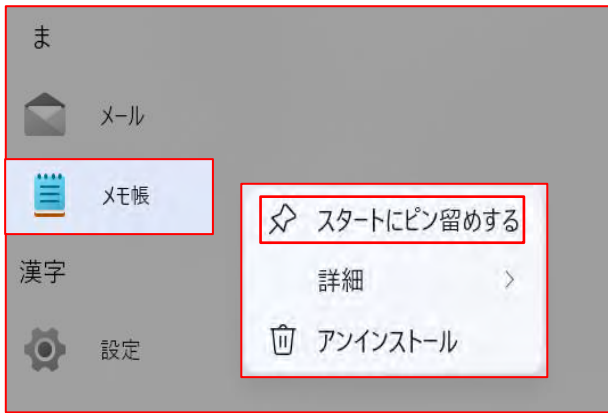 ま
メール
メモ帳
スタートにピン留めする
漢字
詳細
設定
アンインストール